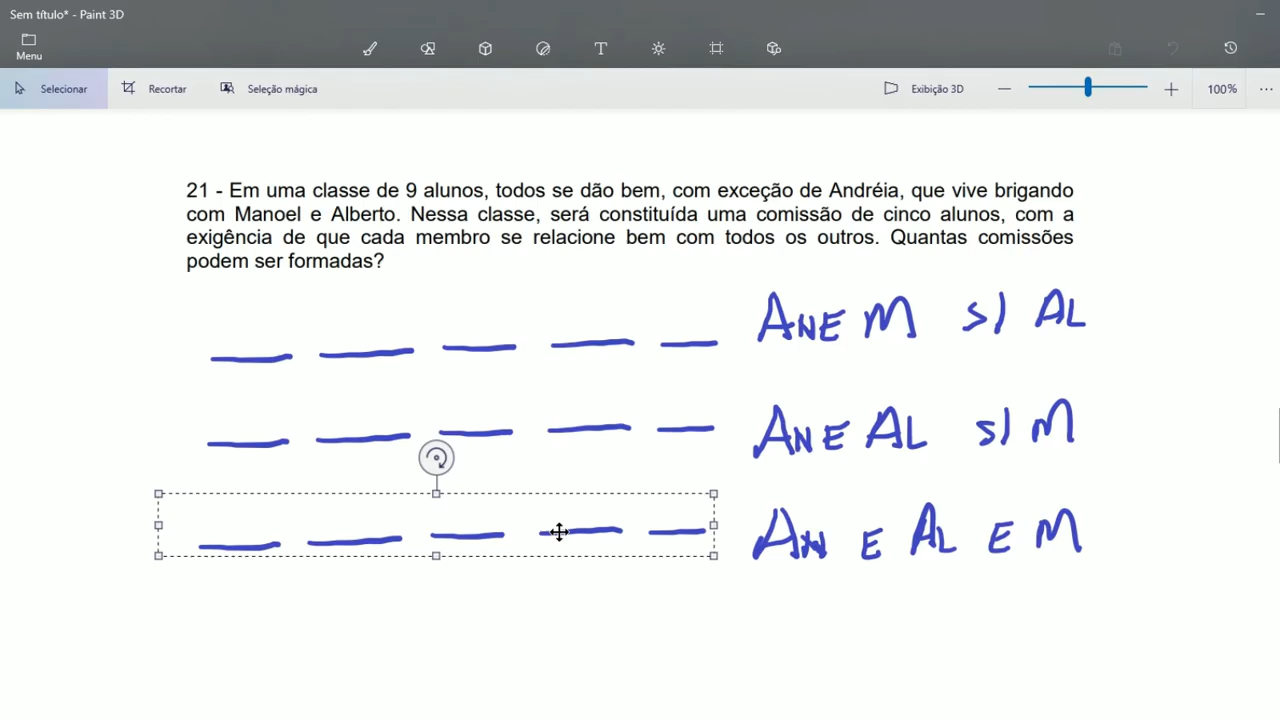 Sem título* - Paint 3D
Menu
Selecionar Recortar Seleção mágica Exibição 3D 100%
21 - Em uma classe de 9 alunos, todos se dão bem, com exceção de Andréia, que vive brigando
com Manoel e Alberto. Nessa classe, será constituída uma comissão de cinco alunos, com a
exigência de que cada membro se relacione bem com todos os outros. Quantas comissões
podem ser formadas?
AN E M S/ AL
AN E AL S/ M
AN E AL E M